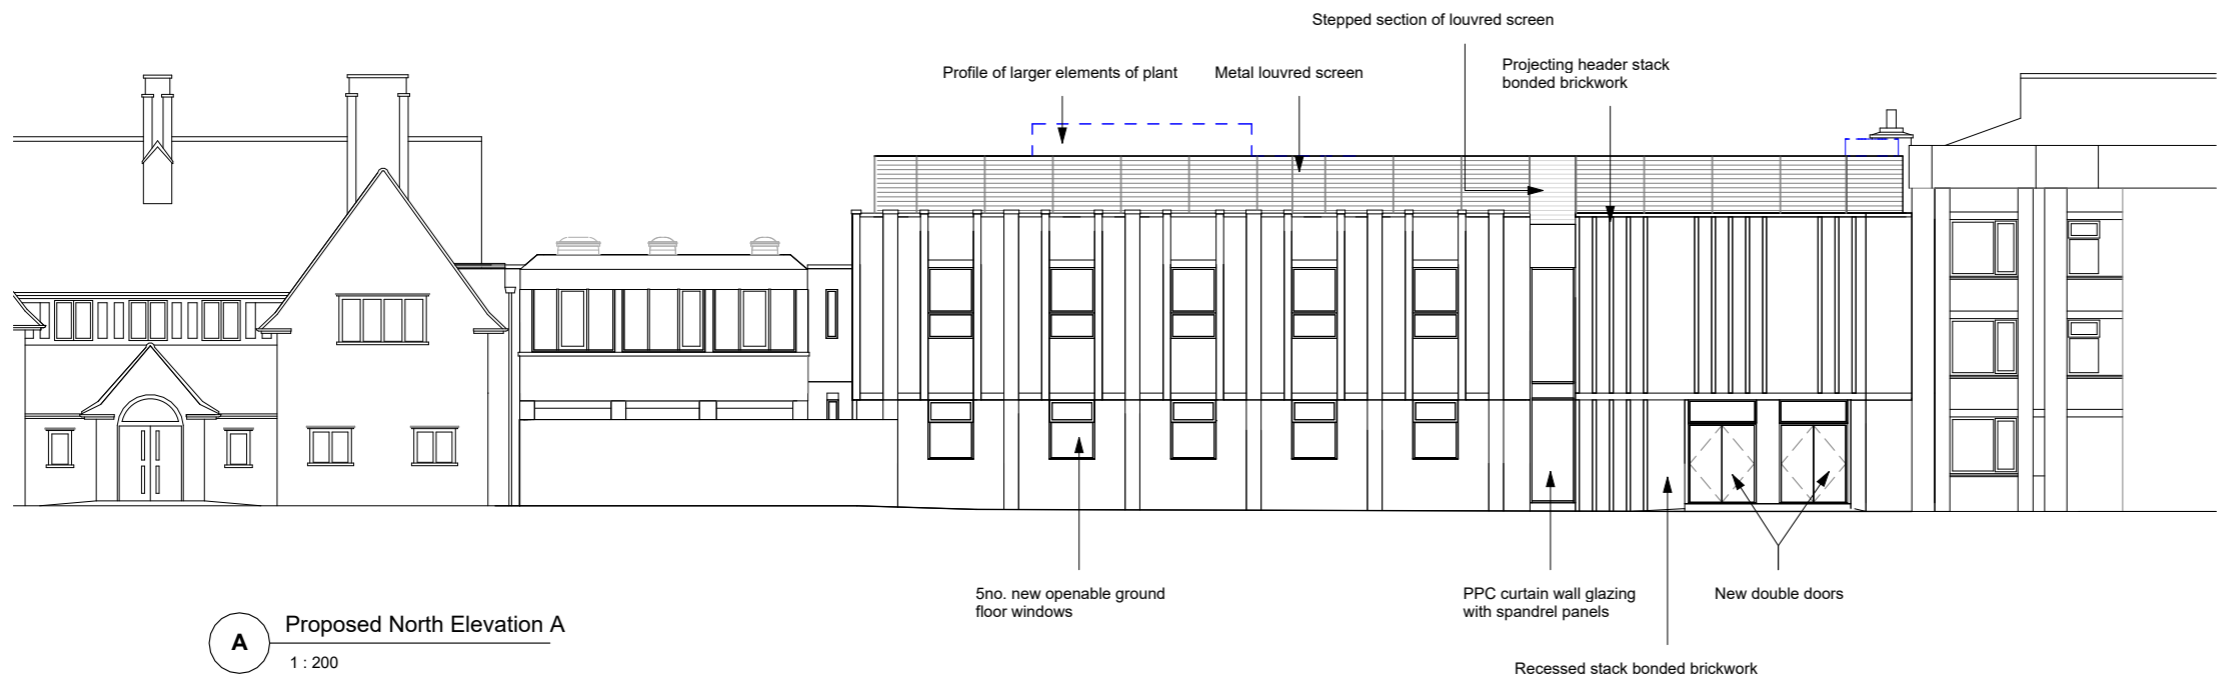 Stepped section of louvred screen
Profile of larger elements of plant
Metal louvred screen
Projecting header stack
bonded brickwork
5no. new openable ground
floor windows
PPC curtain wall glazing
with spandrel panels
New double doors
Recessed stack bonded brickwork
A
Proposed North Elevation A
1 : 200